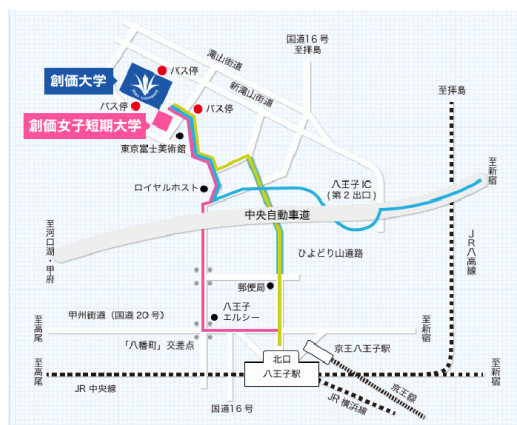 国道16号
至拝島
滝山街道
新滝山街道
バス停
創価大学
バス停
バス停
創価女子短期大学
東京富士美術館
至拝島
ロイヤルホスト
八王子IC
(第2出口)
至新宿
中央自動車道
至河口湖・甲府
ひよどり山道路
JR八高線
郵便局
八王子
エルシー
甲州街道（国道20号）
至高尾
至新宿
「八幡町」交差点
北口
八王子駅
京王八王子駅
至高尾
至新宿
JR中央線
国道16号
JR横浜線
京王線